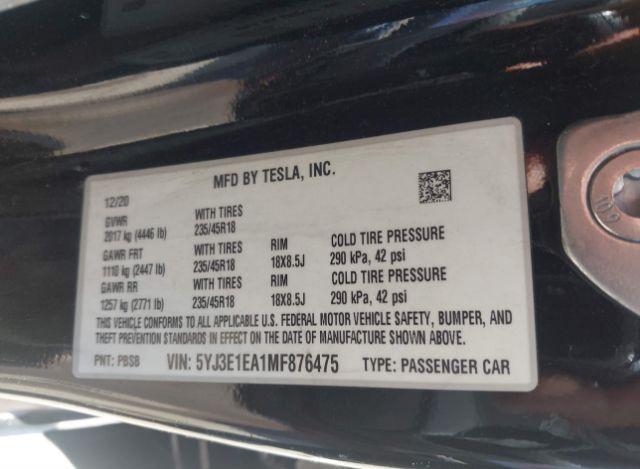 MFD BY TESLA, INC.
12/20
GVWR WITH TIRES
2017 kg (4446 lb) 235/45R18
GAWR FRT WITH TIRES RIM COLD TIRE PRESSURE
1110 kg (2447 lb) 235/45R18 18X8.5J 290 kPa, 42 psi
GAWR RR WITH TIRES RIM COLD TIRE PRESSURE
1257 kg (2771 lb) 235/45R18 18X8.5J 290 kPa, 42 psi
THIS VEHICLE CONFORMS TO ALL APPLICABLE U.S. FEDERAL MOTOR VEHICLE SAFETY, BUMPER, AND
THEFT PREVENTION STANDARDS IN EFFECT ON THE DATE OF MANUFACTURE SHOWN ABOVE.
PNT: PBSB VIN: 5YJ3E1EA1MF876475 TYPE: PASSENGER CAR